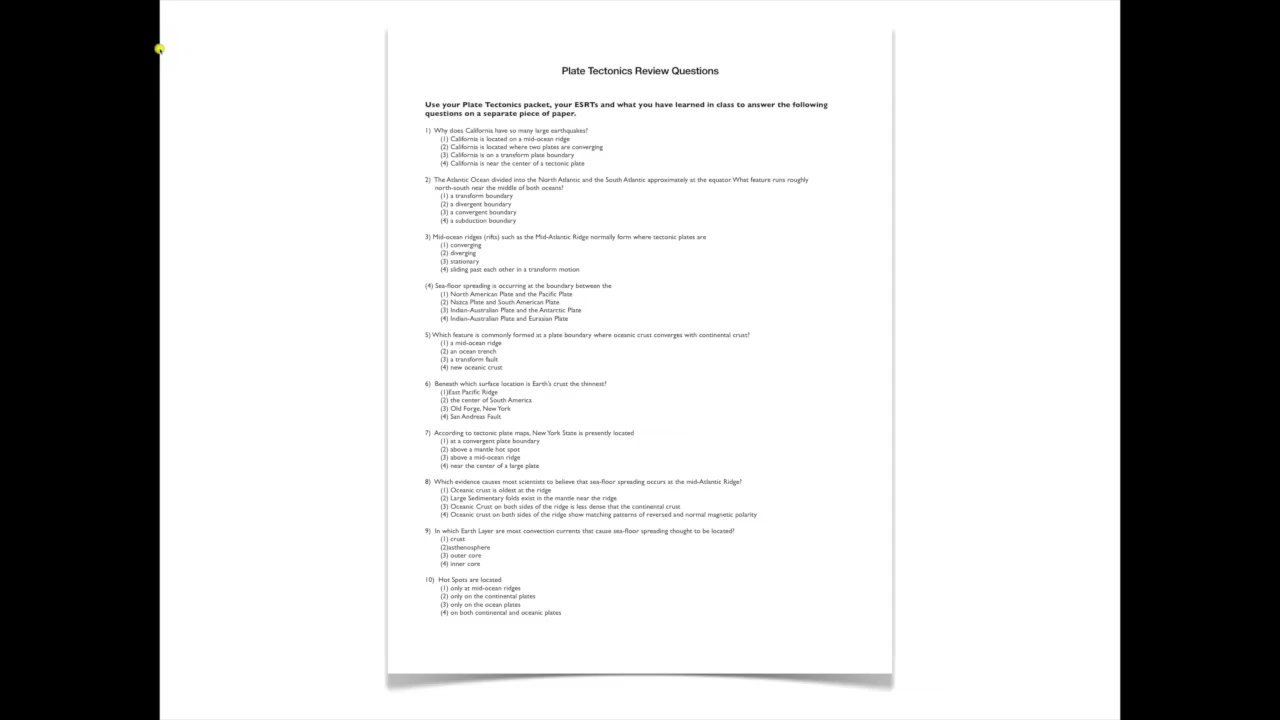 Plate Tectonics Review Questions
Use your Plate Tectonics packet, your ESRTs and what you have learned in class to answer the following
questions on a separate piece of paper.
1) Why does California have so many large earthquakes?
(1) California is located on a mid-ocean ridge
(2) California is located where two plates are converging
(3) California is on a transform plate boundary
(4) California is near the center of a tectonic plate
2) The Atlantic Ocean divided into the North Atlantic and the South Atlantic approximately at the equator. What feature runs roughly
north-south near the middle of both oceans?
(1) a transform boundary
(2) a divergent boundary
(3) a convergent boundary
(4) a subduction boundary
3) Mid-ocean ridges (rifts) such as the Mid-Atlantic Ridge normally form where tectonic plates are
(1) converging
(2) diverging
(3) stationary
(4) sliding past each other in a transform motion
(4) Sea-floor spreading is occurring at the boundary between the
(1) North American Plate and the Pacific Plate
(2) Nazca Plate and South American Plate
(3) Indian-Australian Plate and the Antarctic Plate
(4) Indian-Australian Plate and Eurasian Plate
5) Which feature is commonly formed at a plate boundary where oceanic crust converges with continental crust?
(1) a mid-ocean ridge
(2) an ocean trench
(3) a transform fault
(4) new oceanic crust
6) Beneath which surface location is Earth's crust the thinnest?
(1)East Pacific Ridge
(2) the center of South America
(3) Old Forge, New York
(4) San Andreas Fault
7) According to tectonic plate maps, New York State is presently located
(1) at a convergent plate boundary
(2) above a mantle hot spot
(3) above a mid-ocean ridge
(4) near the center of a large plate
8) Which evidence causes most scientists to believe that sea-floor spreading occurs at the mid-Atlantic Ridge?
(1) Oceanic crust is oldest at the ridge
(2) Large Sedimentary folds exist in the mantle near the ridge
(3) Oceanic Crust on both sides of the ridge is less dense that the continental crust
(4) Oceanic crust on both sides of the ridge show matching patterns of reversed and normal magnetic polarity
9) In which Earth Layer are most convection currents that cause sea-floor spreading thought to be located?
(1) crust
(2)asthenosphere
(3) outer core
(4) inner core
10) Hot Spots are located
(1) only at mid-ocean ridges
(2) only on the continental plates
(3) only on the ocean plates
(4) on both continental and oceanic plates